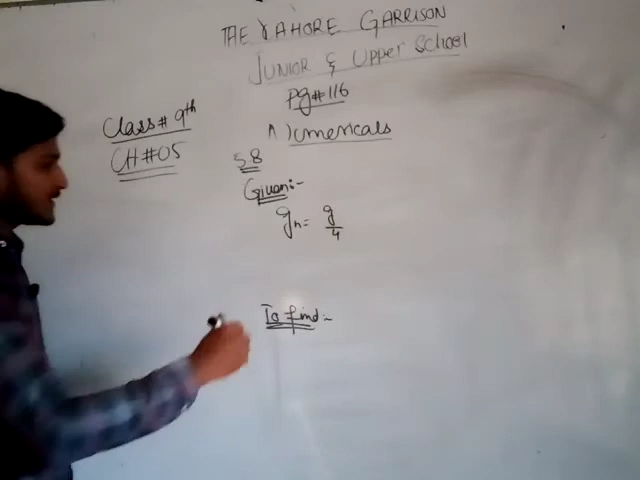 THE LAHORE GARRISON
JUNIOR & Upper School
Pg#116
Class# 9th
Numericals
CH#05
5.8
Given:-
gh = g/4
To find:-